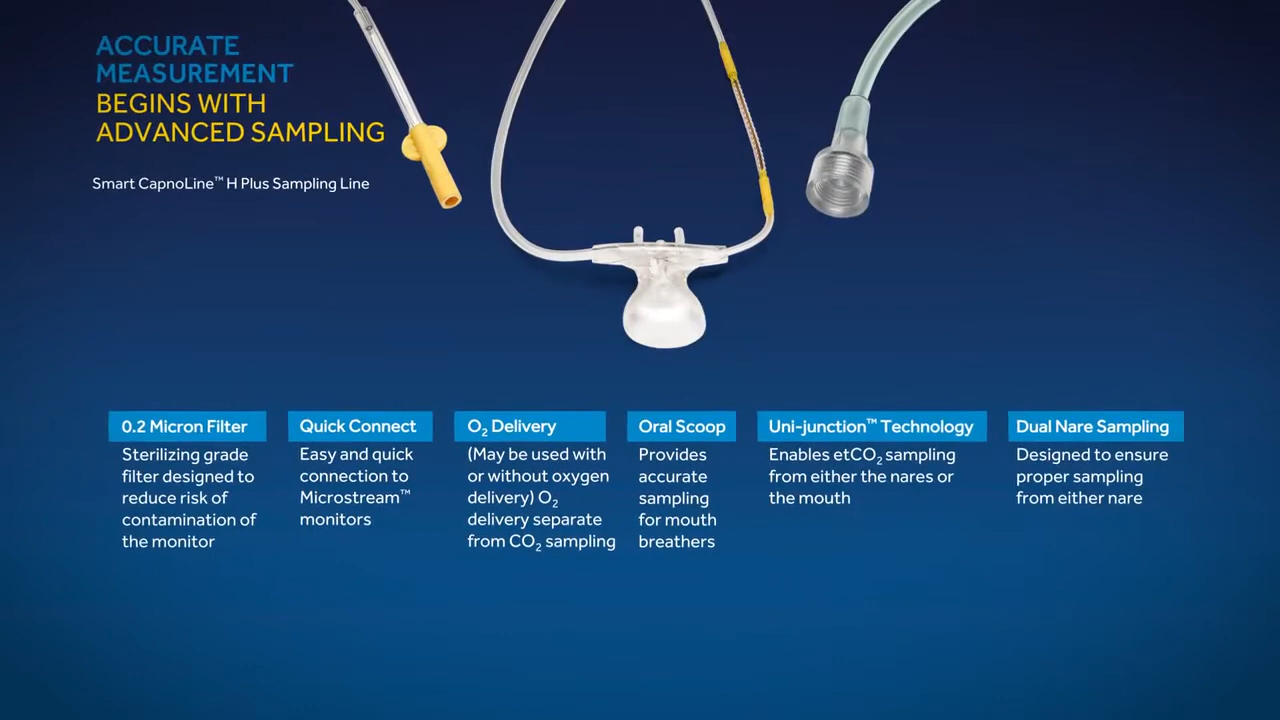 ACCURATE
MEASUREMENT
BEGINS WITH
ADVANCED SAMPLING
Smart CapnoLine™ H Plus Sampling Line
0.2 Micron Filter
Sterilizing grade
filter designed to
reduce risk of
contamination of
the monitor
Quick Connect
Easy and quick
connection to
Microstream™
monitors
O₂ Delivery
(May be used with
or without oxygen
delivery) O₂
delivery separate
from CO₂ sampling
Oral Scoop
Provides
accurate
sampling
for mouth
breathers
Uni-junction™ Technology
Enables etCO₂ sampling
from either the nares or
the mouth
Dual Nare Sampling
Designed to ensure
proper sampling
from either nare